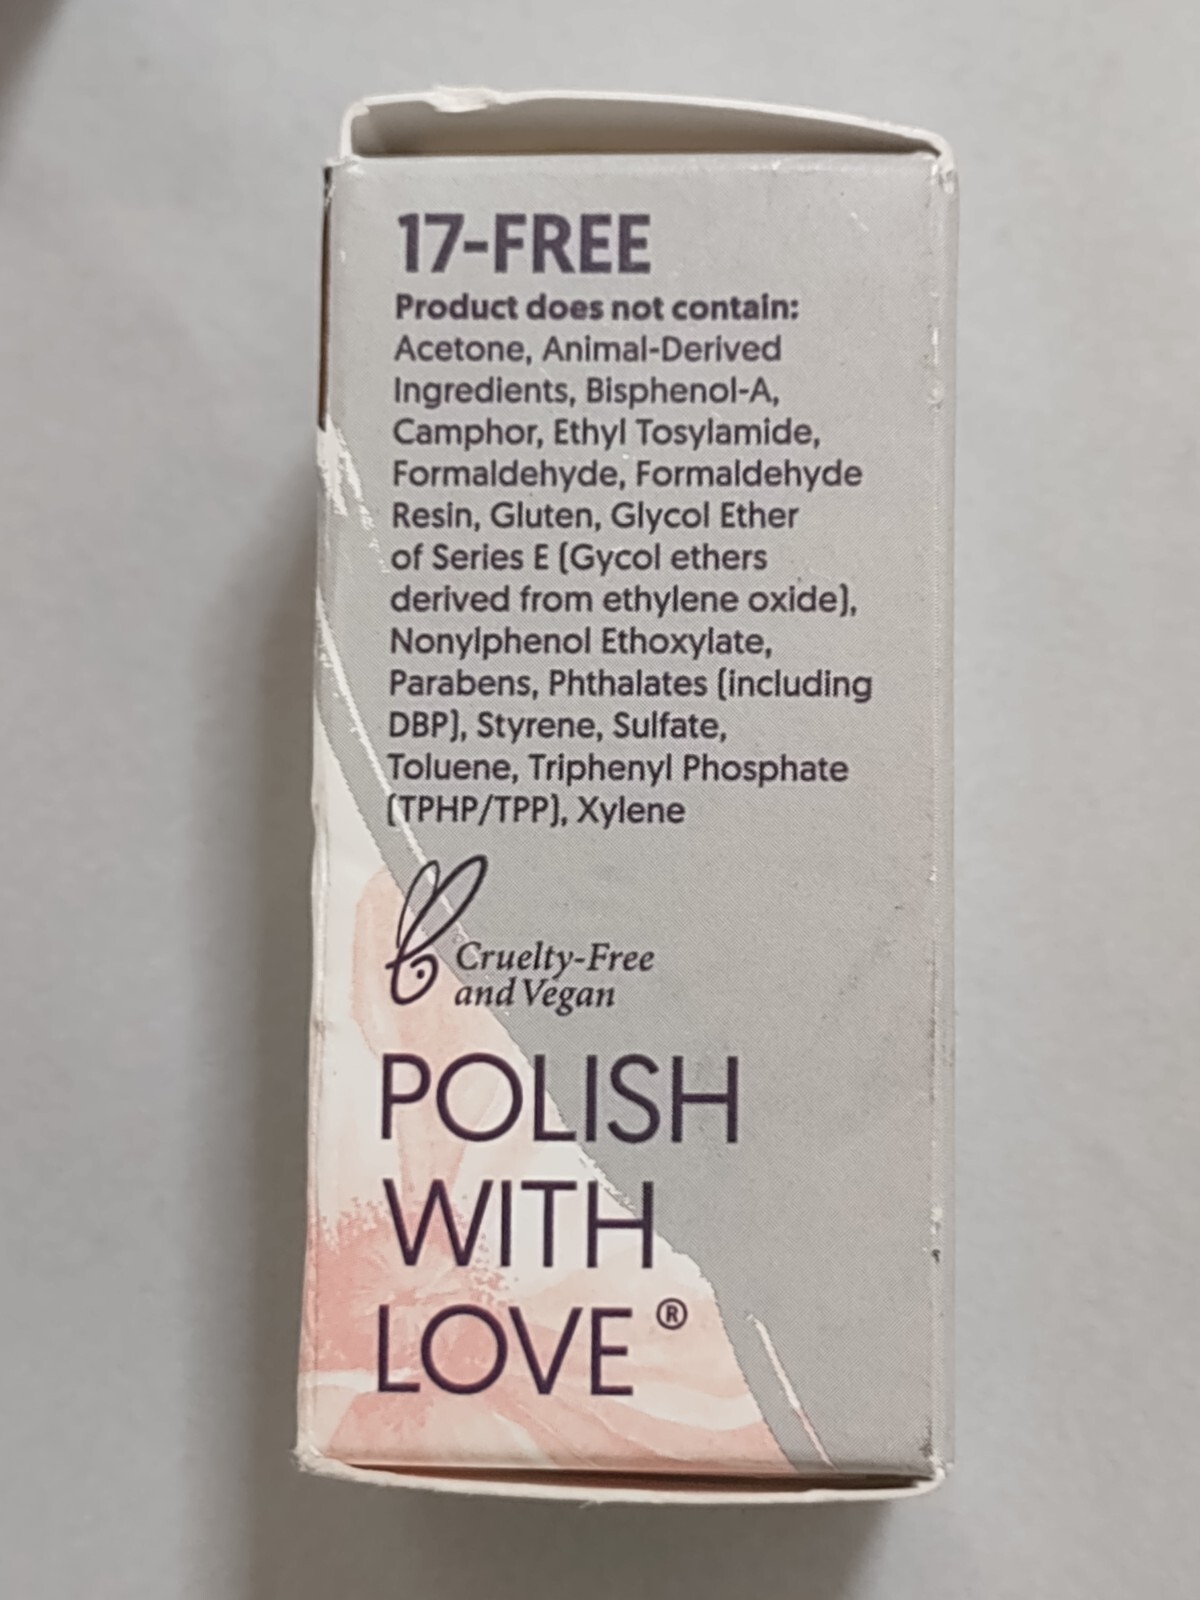 17-FREE
Product does not contain:
Acetone, Animal-Derived
Ingredients, Bisphenol-A,
Camphor, Ethyl Tosylamide,
Formaldehyde, Formaldehyde
Resin, Gluten, Glycol Ether
of Series E (Gycol ethers
derived from ethylene oxide),
Nonylphenol Ethoxylate,
Parabens, Phthalates (including
DBP), Styrene, Sulfate,
Toluene, Triphenyl Phosphate
(TPHP/TPP), Xylene
Cruelty-Free
and Vegan
POLISH
WITH
LOVE®